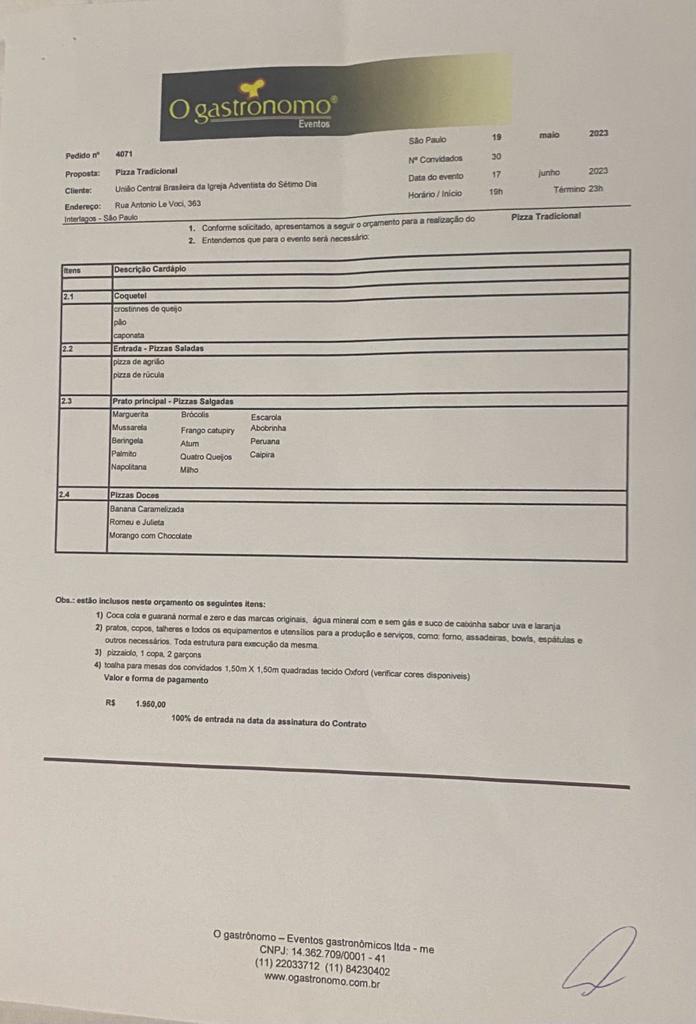 O gastrônomo®
Eventos
São Paulo 19 maio 2023
Pedido nº 4071
Nº Convidados 30
Proposta: Pizza Tradicional
Data do evento 17 junho 2023
Cliente: União Central Brasileira da Igreja Adventista do Sétimo Dia
Horário / Início 19h Término 23h
Endereço: Rua Antonio Le Voci, 363
Interlagos - São Paulo
1. Conforme solicitado, apresentamos a seguir o orçamento para a realização do Pizza Tradicional
2. Entendemos que para o evento será necessário:
Itens Descrição Cardápio
2.1 Coquetel
crostinnes de queijo
pão
caponata
2.2 Entrada - Pizzas Saladas
pizza de agrião
pizza de rúcula
2.3 Prato principal - Pizzas Salgadas
Marguerita Brócolis Escarola
Mussarela Frango catupiry Abobrinha
Beringela Atum Peruana
Palmito Quatro Queijos Caipira
Napolitana Milho
2.4 Pizzas Doces
Banana Caramelizada
Romeu e Julieta
Morango com Chocolate
Obs.: estão inclusos neste orçamento os seguintes itens:
1) Coca cola e guaraná normal e zero e das marcas originais, água mineral com e sem gás e suco de caixinha sabor uva e laranja
2) pratos, copos, talheres e todos os equipamentos e utensílios para a produção e serviços, como: forno, assadeiras, bowls, espátulas e
outros necessários. Toda estrutura para execução da mesma.
3) pizzaiolo, 1 copa, 2 garçons
4) toalha para mesas dos convidados 1,50m X 1,50m quadradas tecido Oxford (verificar cores disponíveis)
Valor e forma de pagamento
R$ 1.950,00
100% de entrada na data da assinatura do Contrato
O gastrônomo – Eventos gastronômicos ltda - me
CNPJ: 14.362.709/0001 - 41
(11) 22033712 (11) 84230402
www.ogastronomo.com.br